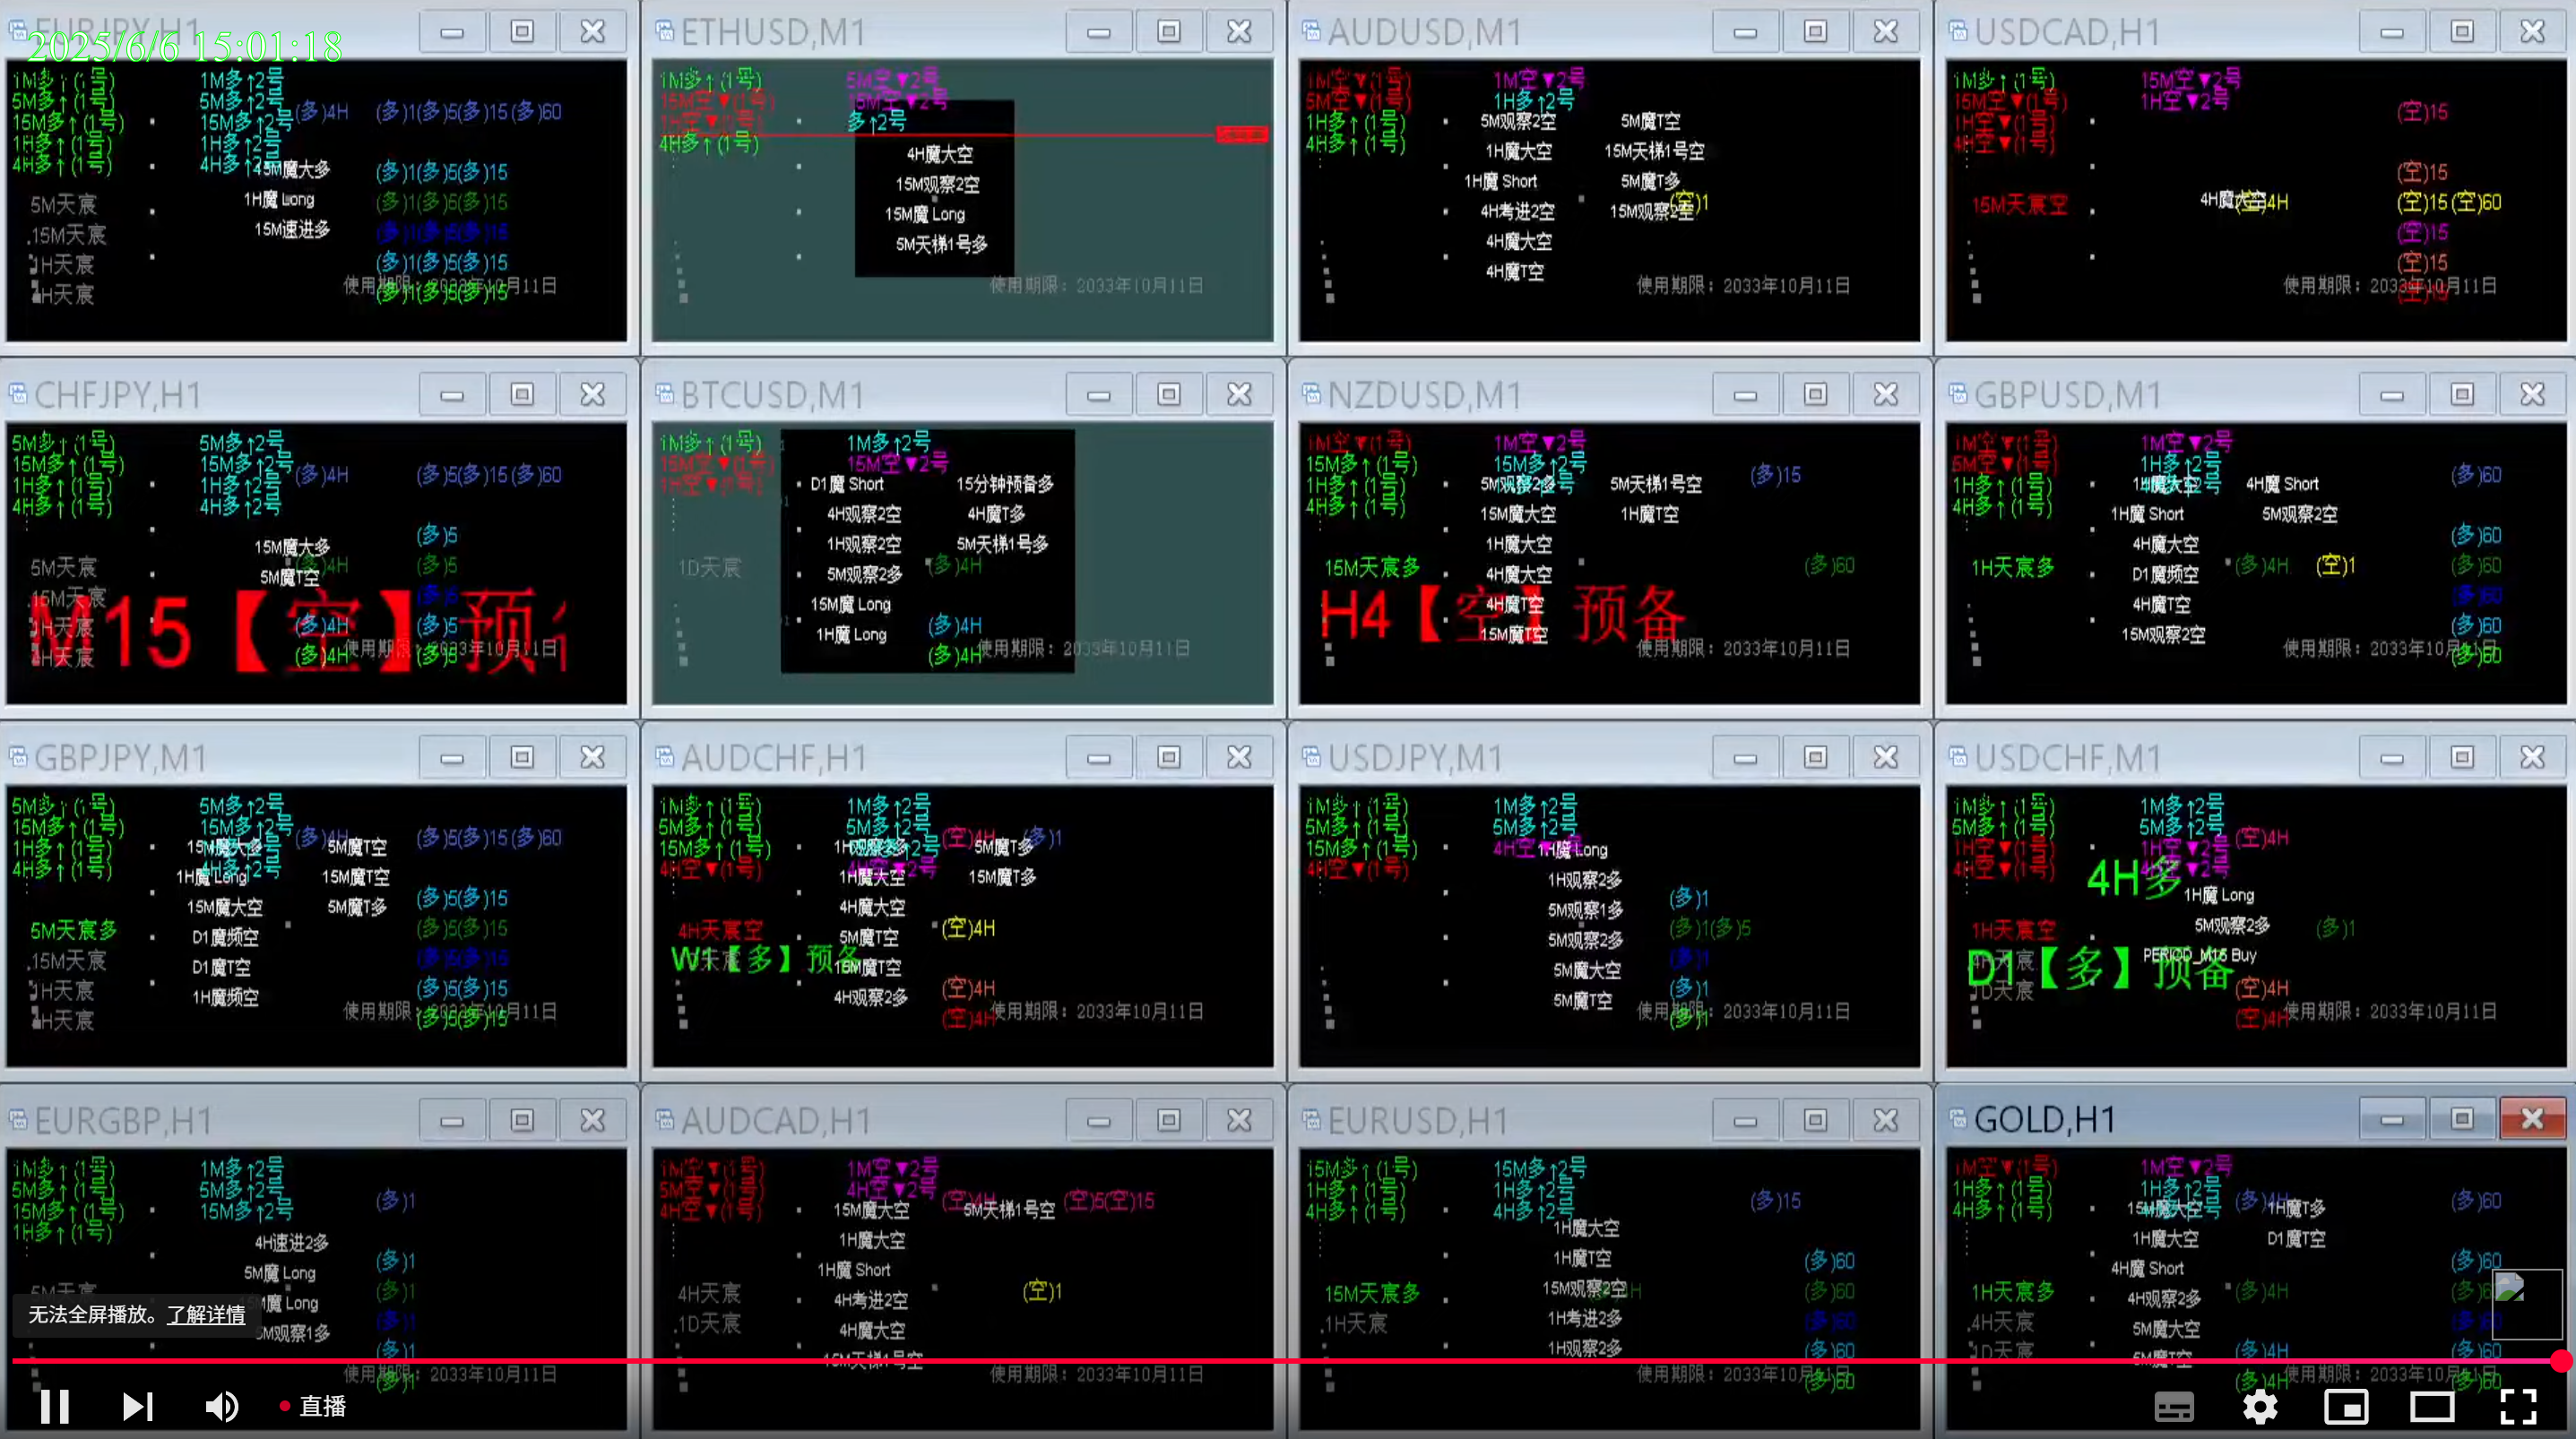 EURJPY,H1
2025/6/6 15:01:18
1M多↑(1号) 1M多↑2号
5M多↑(1号) 5M多↑2号
(多)4H (多)1(多)5(多)15(多)60
15M多↑(1号) 15M多↑2号
1H多↑(1号) 1H多↑2号
4H多↑(1号) 4H多↑2号
15M魔大多 (多)1(多)5(多)15
5M天宸 1H魔 Long (多)1(多)5(多)15
15M天宸 15M速进多 (多)1(多)5(多)15
1H天宸 (多)1(多)5(多)15
使用期限：2033年10月11日
4H天宸 (多)1(多)5(多)15
ETHUSD,M1
1M多↑(1号) 5M空▼2号
15M空▼(1号) 15M空▼2号
1H空▼(1号) 多↑2号
4H多↑(1号)
4H魔大空
15M观察2空
15M魔 Long
5M天梯1号多
使用期限：2033年10月11日
AUDUSD,M1
1M空▼(1号) 1M空▼2号
5M空▼(1号) 1H多↑2号
1H多↑(1号) 5M观察2空 5M魔T空
4H多↑(1号) 1H魔大空 15M天梯1号空
1H魔 Short 5M魔T多
(空)1
4H考进2空 15M观察2空
4H魔大空
4H魔T空
使用期限：2033年10月11日
USDCAD,H1
1M多↑(1号) 15M空▼2号
15M空▼(1号) 1H空▼2号
(空)15
1H空▼(1号)
4H空▼(1号)
(空)15
15M天宸空 4H魔大空 (空)4H (空)15(空)60
(空)15
(空)15
使用期限：2033年10月11日
(空)15
CHFJPY,H1
5M多↑(1号) 5M多↑2号
15M多↑(1号) 15M多↑2号
(多)4H (多)5(多)15(多)60
1H多↑(1号) 1H多↑2号
4H多↑(1号) 4H多↑2号
(多)5
15M魔大多
5M天宸 (多)4H (多)5
5M魔T空
15M天宸 (多)5
M15【空】预
1H天宸 (多)4H (多)5
使用期限：2033年10月11日
4H天宸 (多)4H (多)5
BTCUSD,M1
1M多↑(1号) 1M多↑2号
15M空▼(1号) 15M空▼2号
1H空▼(1号) D1魔 Short 15分钟预备多
4H观察2空 4H魔T多
1H观察2空 5M天梯1号多
1D天宸 5M观察2多 (多)4H
15M魔 Long
1H魔 Long (多)4H
使用期限：2033年10月11日
(多)4H
NZDUSD,M1
1M空▼(1号) 1M空▼2号
15M多↑(1号) 15M多↑2号
(多)15
1H多↑(1号) 5M观察2多 5M天梯1号空
4H多↑(1号) 15M魔大空 1H魔T空
1H魔大空
15M天宸多 4H魔大空 (多)60
4H魔T空
H4【空】预备
15M魔T空
使用期限：2033年10月11日
GBPUSD,M1
1M空▼(1号) 1M空▼2号
5M空▼(1号) 1H多↑2号
(多)60
1H多↑(1号) 1H魔大空 4H魔 Short
4H多↑(1号) 1H魔 Short 5M观察2空
4H魔大空 (多)60
1H天宸多 D1魔频空 (多)4H (空)1 (多)60
4H魔T空 (多)60
15M观察2空 (多)60
使用期限：2033年10月11日
(多)60
GBPJPY,M1
5M多↑(1号) 5M多↑2号
15M多↑(1号) 15M多↑2号
(多)4H (多)5(多)15(多)60
1H多↑(1号) 15M魔大多 5M魔T空
4H多↑(1号) 4H多↑2号
1H魔 Long 15M魔T空
15M魔大空 5M魔T多 (多)5(多)15
5M天宸多 D1魔频空 (多)5(多)15
15M天宸 D1魔T空 (多)5(多)15
1H天宸 1H魔频空 (多)5(多)15
使用期限：2033年10月11日
4H天宸 (多)5(多)15
AUDCHF,H1
1M多↑(1号) 1M多↑2号
5M多↑(1号) 5M多↑2号
(空)4H (多)1
15M多↑(1号) 1H观察多 5M魔T多
4H空▼(1号) 4H空▼2号
1H魔大空 15M魔T多
4H魔大空
4H天宸空 5M魔T空 (空)4H
W1【多】预备
15M魔T空
4H观察2多 (空)4H
使用期限：2033年10月11日
(空)4H
USDJPY,M1
1M多↑(1号) 1M多↑2号
5M多↑(1号) 5M多↑2号
15M多↑(1号) 4H空▼ 1H魔 Long
4H空▼(1号) 1H观察2多
5M观察1多 (多)1
5M观察2多 (多)1(多)5
5M魔大空 (多)1
5M魔T空 (多)1
使用期限：2033年10月11日
(多)1
USDCHF,M1
1M多↑(1号) 1M多↑2号
5M多↑(1号) 5M多↑2号
(空)4H
1H空▼(1号) 1H空▼2号
4H空▼(1号) 4H空▼2号
4H多
1H魔 Long
1H天宸空 5M观察2多 (多)1
4H天宸 PERIOD_M15 Buy
D1【多】预备
1D天宸 (空)4H
使用期限：2033年10月11日
(空)4H
EURGBP,H1
1M多↑(1号) 1M多↑2号
5M多↑(1号) 5M多↑2号
15M多↑(1号) 15M多↑2号
(多)1
1H多↑(1号)
4H速进2多
5M魔 Long (多)1
5M天宸 (多)1
魔 Long (多)1
5M观察1多 (多)1
使用期限：2033年10月11日
(多)1
AUDCAD,H1
1M空▼(1号) 1M空▼2号
5M空▼(1号) 4H空▼2号
4H空▼(1号) (空)4H (空)5(空)15
15M魔大空 5M天梯1号空
1H魔大空
1H魔 Short
4H天宸 4H考进2空 (空)1
1D天宸 4H魔大空
15M天梯1号空
使用期限：2033年10月11日
EURUSD,H1
15M多↑(1号) 15M多↑2号
1H多↑(1号) 1H多↑2号
(多)15
4H多↑(1号) 4H多↑2号
1H魔大空
1H魔T空 (多)60
15M天宸多 15M观察2空 (多)60
1H天宸 1H考进2多 (多)60
1H观察2多 (多)60
使用期限：2033年10月11日
(多)60
GOLD,H1
1M空▼(1号) 1M空▼2号
1H多↑(1号) 1H多↑2号
(多)4H (多)60
4H多↑(1号) 15M魔大空 1H魔T多
1H魔大空 D1魔T空
4H魔 Short (多)60
1H天宸多 4H观察2多 (多)4H
4H天宸 5M魔大空
1D天宸 5M魔T空 (多)4H (多)60
使用期限：2033年10月11日
(多)4H (多)60
无法全屏播放。了解详情
直播